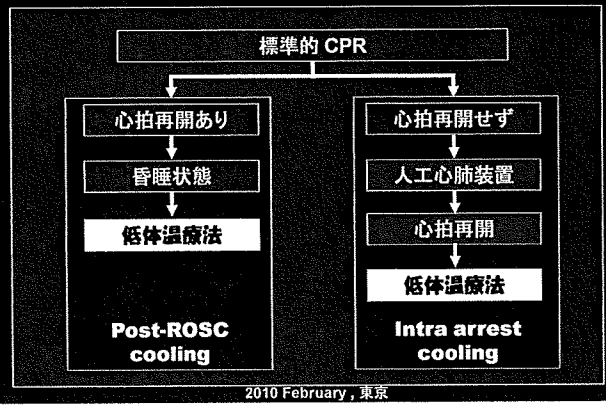 標準的 CPR
心拍再開あり
昏睡状態
低体温療法
Post-ROSC
cooling
心拍再開せず
人工心肺装置
心拍再開
低体温療法
Intra arrest
cooling
2010 February , 東京